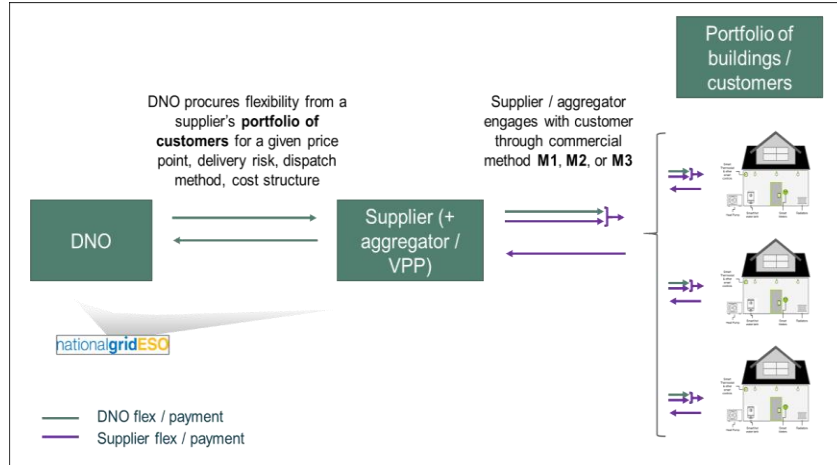 Portfolio of
buildings /
customers
DNO procures flexibility from a
supplier's portfolio of
customers for a given price
point, delivery risk, dispatch
method, cost structure
Supplier / aggregator
engages with customer
through commercial
method M1, M2, or M3
DNO
Supplier (+
aggregator /
VPP)
nationalgridESO
DNO flex / payment
Supplier flex / payment